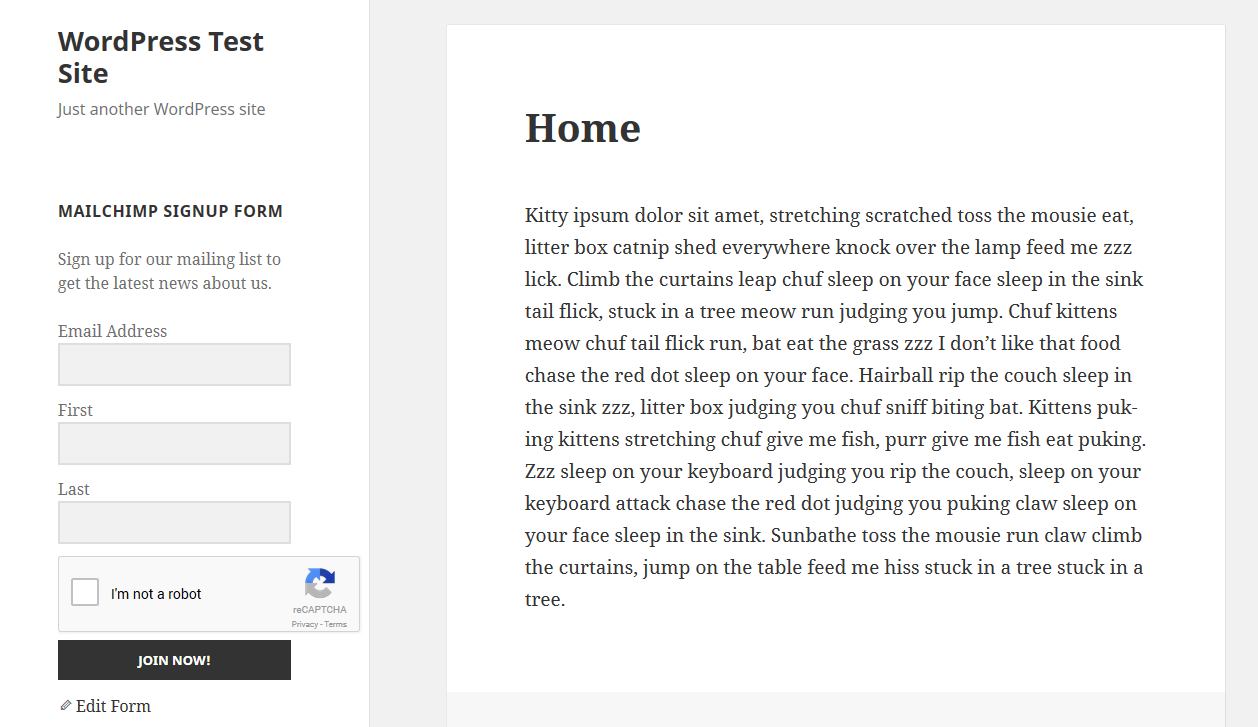 WordPress Test
Site
Just another WordPress site
MAILCHIMP SIGNUP FORM
Sign up for our mailing list to
get the latest news about us.
Email Address
First
Last
I'm not a robot
reCAPTCHA
Privacy - Terms
JOIN NOW!
Edit Form
Home
Kitty ipsum dolor sit amet, stretching scratched toss the mousie eat,
litter box catnip shed everywhere knock over the lamp feed me zzz
lick. Climb the curtains leap chuf sleep on your face sleep in the sink
tail flick, stuck in a tree meow run judging you jump. Chuf kittens
meow chuf tail flick run, bat eat the grass zzz I don’t like that food
chase the red dot sleep on your face. Hairball rip the couch sleep in
the sink zzz, litter box judging you chuf sniff biting bat. Kittens puk-
ing kittens stretching chuf give me fish, purr give me fish eat puking.
Zzz sleep on your keyboard judging you rip the couch, sleep on your
keyboard attack chase the red dot judging you puking claw sleep on
your face sleep in the sink. Sunbathe toss the mousie run claw climb
the curtains, jump on the table feed me hiss stuck in a tree stuck in a
tree.